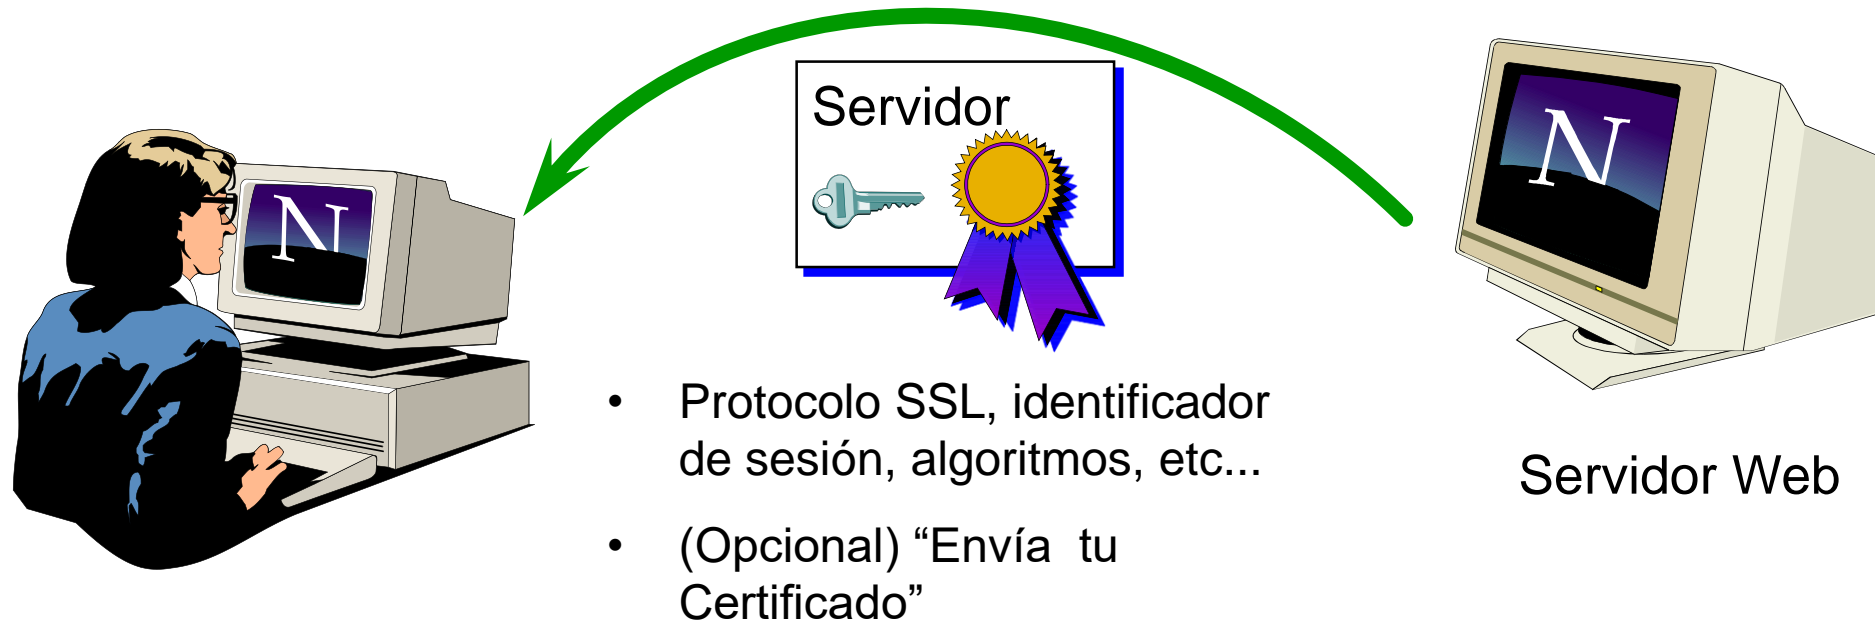 Servidor
N
N
• Protocolo SSL, identificador
de sesión, algoritmos, etc...
• (Opcional) “Envía tu
Certificado”
Servidor Web